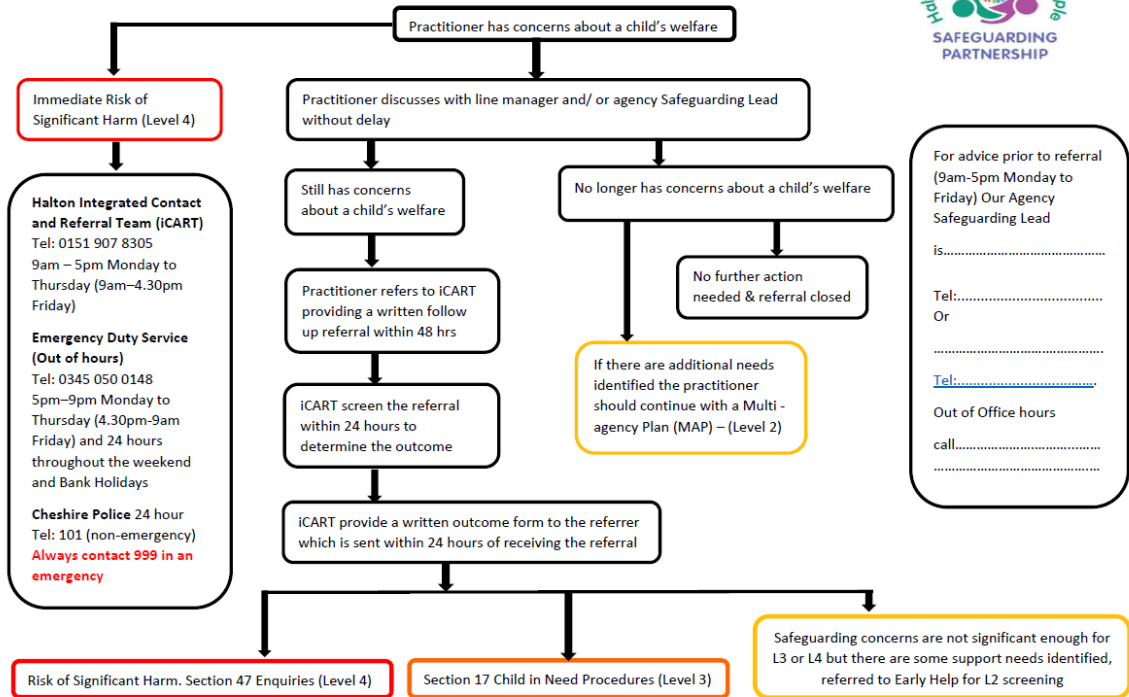 Hal
ple
SAFEGUARDING
PARTNERSHIP
Practitioner has concerns about a child’s welfare
Immediate Risk of
Significant Harm (Level 4)
Practitioner discusses with line manager and/ or agency Safeguarding Lead
without delay
Halton Integrated Contact
and Referral Team (iCART)
Tel: 0151 907 8305
9am – 5pm Monday to
Thursday (9am–4.30pm
Friday)
Emergency Duty Service
(Out of hours)
Tel: 0345 050 0148
5pm–9pm Monday to
Thursday (4.30pm-9am
Friday) and 24 hours
throughout the weekend
and Bank Holidays
Cheshire Police 24 hour
Tel: 101 (non-emergency)
Always contact 999 in an
emergency
Still has concerns
about a child’s welfare
No longer has concerns about a child’s welfare
Practitioner refers to iCART
providing a written follow
up referral within 48 hrs
No further action
needed & referral closed
If there are additional needs
identified the practitioner
should continue with a Multi -
agency Plan (MAP) – (Level 2)
iCART screen the referral
within 24 hours to
determine the outcome
iCART provide a written outcome form to the referrer
which is sent within 24 hours of receiving the referral
For advice prior to referral
(9am-5pm Monday to
Friday) Our Agency
Safeguarding Lead
is……………………………………
Tel:......................................
Or
…………………………………………….
Tel:......................................
Out of Office hours
call…………………………………
…………………………………………….
Risk of Significant Harm. Section 47 Enquiries (Level 4)
Section 17 Child in Need Procedures (Level 3)
Safeguarding concerns are not significant enough for
L3 or L4 but there are some support needs identified,
referred to Early Help for L2 screening